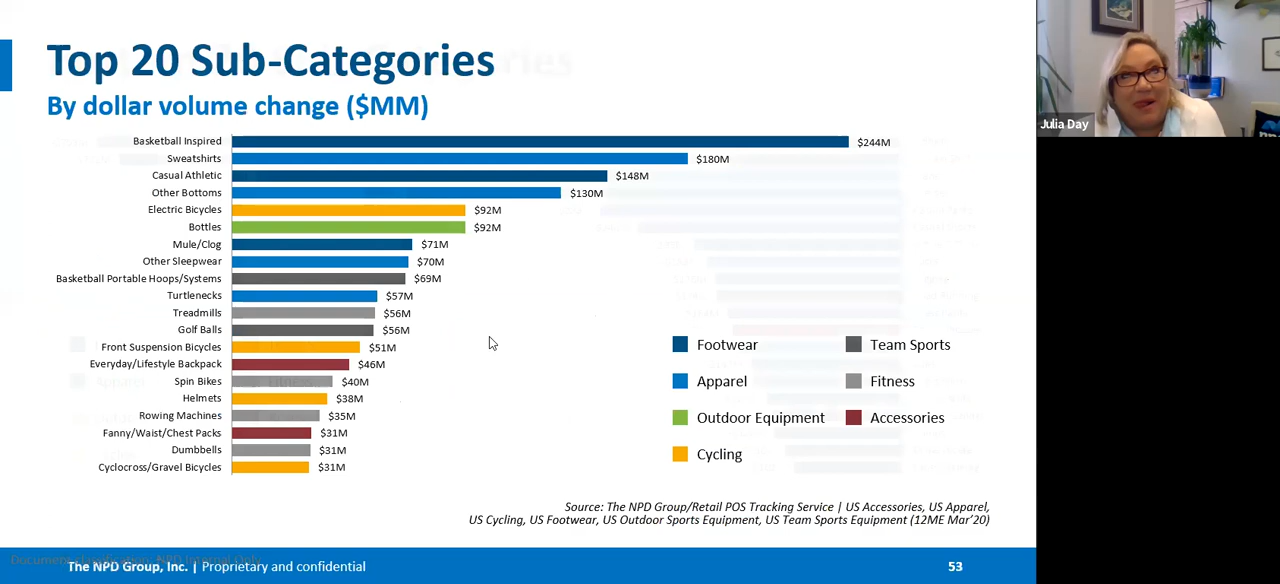 Top 20 Sub-Categories
By dollar volume change ($MM)
Basketball Inspired $244M
Sweatshirts $180M
Casual Athletic $148M
Other Bottoms $130M
Electric Bicycles $92M
Bottles $92M
Mule/Clog $71M
Other Sleepwear $70M
Basketball Portable Hoops/Systems $69M
Turtlenecks $57M
Treadmills $56M
Golf Balls $56M
Front Suspension Bicycles $51M
Everyday/Lifestyle Backpack $46M
Spin Bikes $40M
Helmets $38M
Rowing Machines $35M
Fanny/Waist/Chest Packs $31M
Dumbbells $31M
Cyclocross/Gravel Bicycles $31M
Footwear Team Sports
Apparel Fitness
Outdoor Equipment Accessories
Cycling
Source: The NPD Group/Retail POS Tracking Service | US Accessories, US Apparel,
US Cycling, US Footwear, US Outdoor Sports Equipment, US Team Sports Equipment (12ME Mar'20)
Document classification: NPD Internal Only
The NPD Group, Inc. | Proprietary and confidential 53
Julia Day